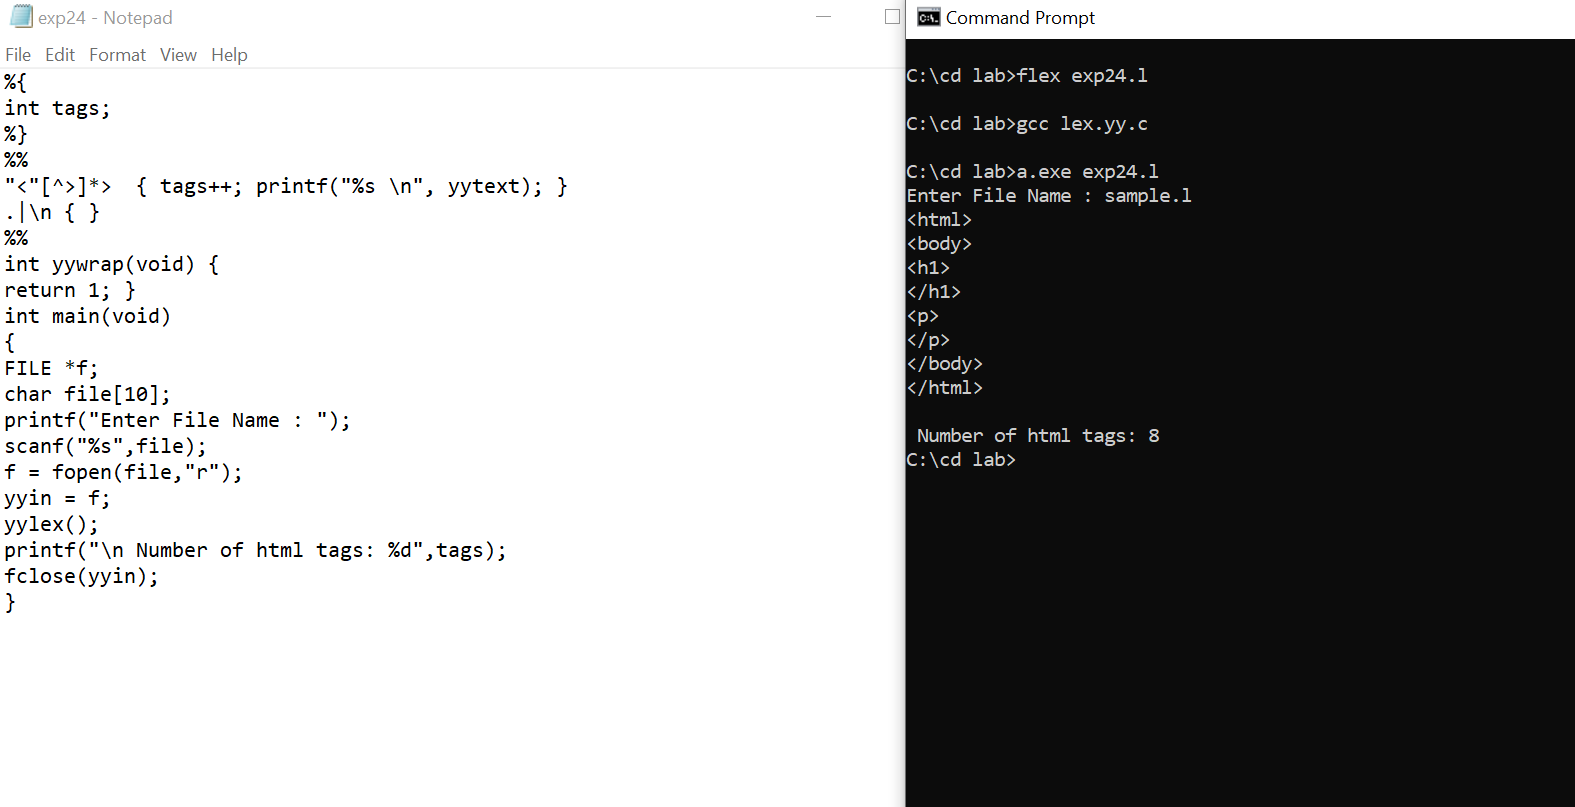 exp24 - Notepad
File Edit Format View Help
%{
int tags;
%}
%%
"<"[^>]*>  { tags++; printf("%s \n", yytext); }
.|\n { }
%%
int yywrap(void) {
return 1; }
int main(void)
{
FILE *f;
char file[10];
printf("Enter File Name : ");
scanf("%s",file);
f = fopen(file,"r");
yyin = f;
yylex();
printf("\n Number of html tags: %d",tags);
fclose(yyin);
}
C:\.
Command Prompt
C:\cd lab>flex exp24.l
C:\cd lab>gcc lex.yy.c
C:\cd lab>a.exe exp24.l
Enter File Name : sample.l
<html>
<body>
<h1>
</h1>
<p>
</p>
</body>
</html>
 Number of html tags: 8
C:\cd lab>